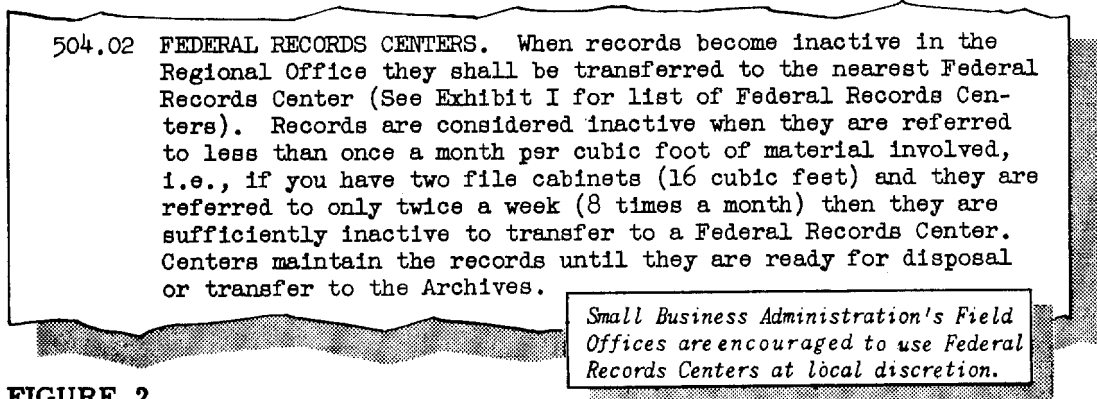 504.02 FEDERAL RECORDS CENTERS. When records become inactive in the
Regional Office they shall be transferred to the nearest Federal
Records Center (See Exhibit I for list of Federal Records Cen-
ters). Records are considered inactive when they are referred
to less than once a month per cubic foot of material involved,
i.e., if you have two file cabinets (16 cubic feet) and they are
referred to only twice a week (8 times a month) then they are
sufficiently inactive to transfer to a Federal Records Center.
Centers maintain the records until they are ready for disposal
or transfer to the Archives.
Small Business Administration's Field
Offices are encouraged to use Federal
Records Centers at local discretion.
FIGURE 2